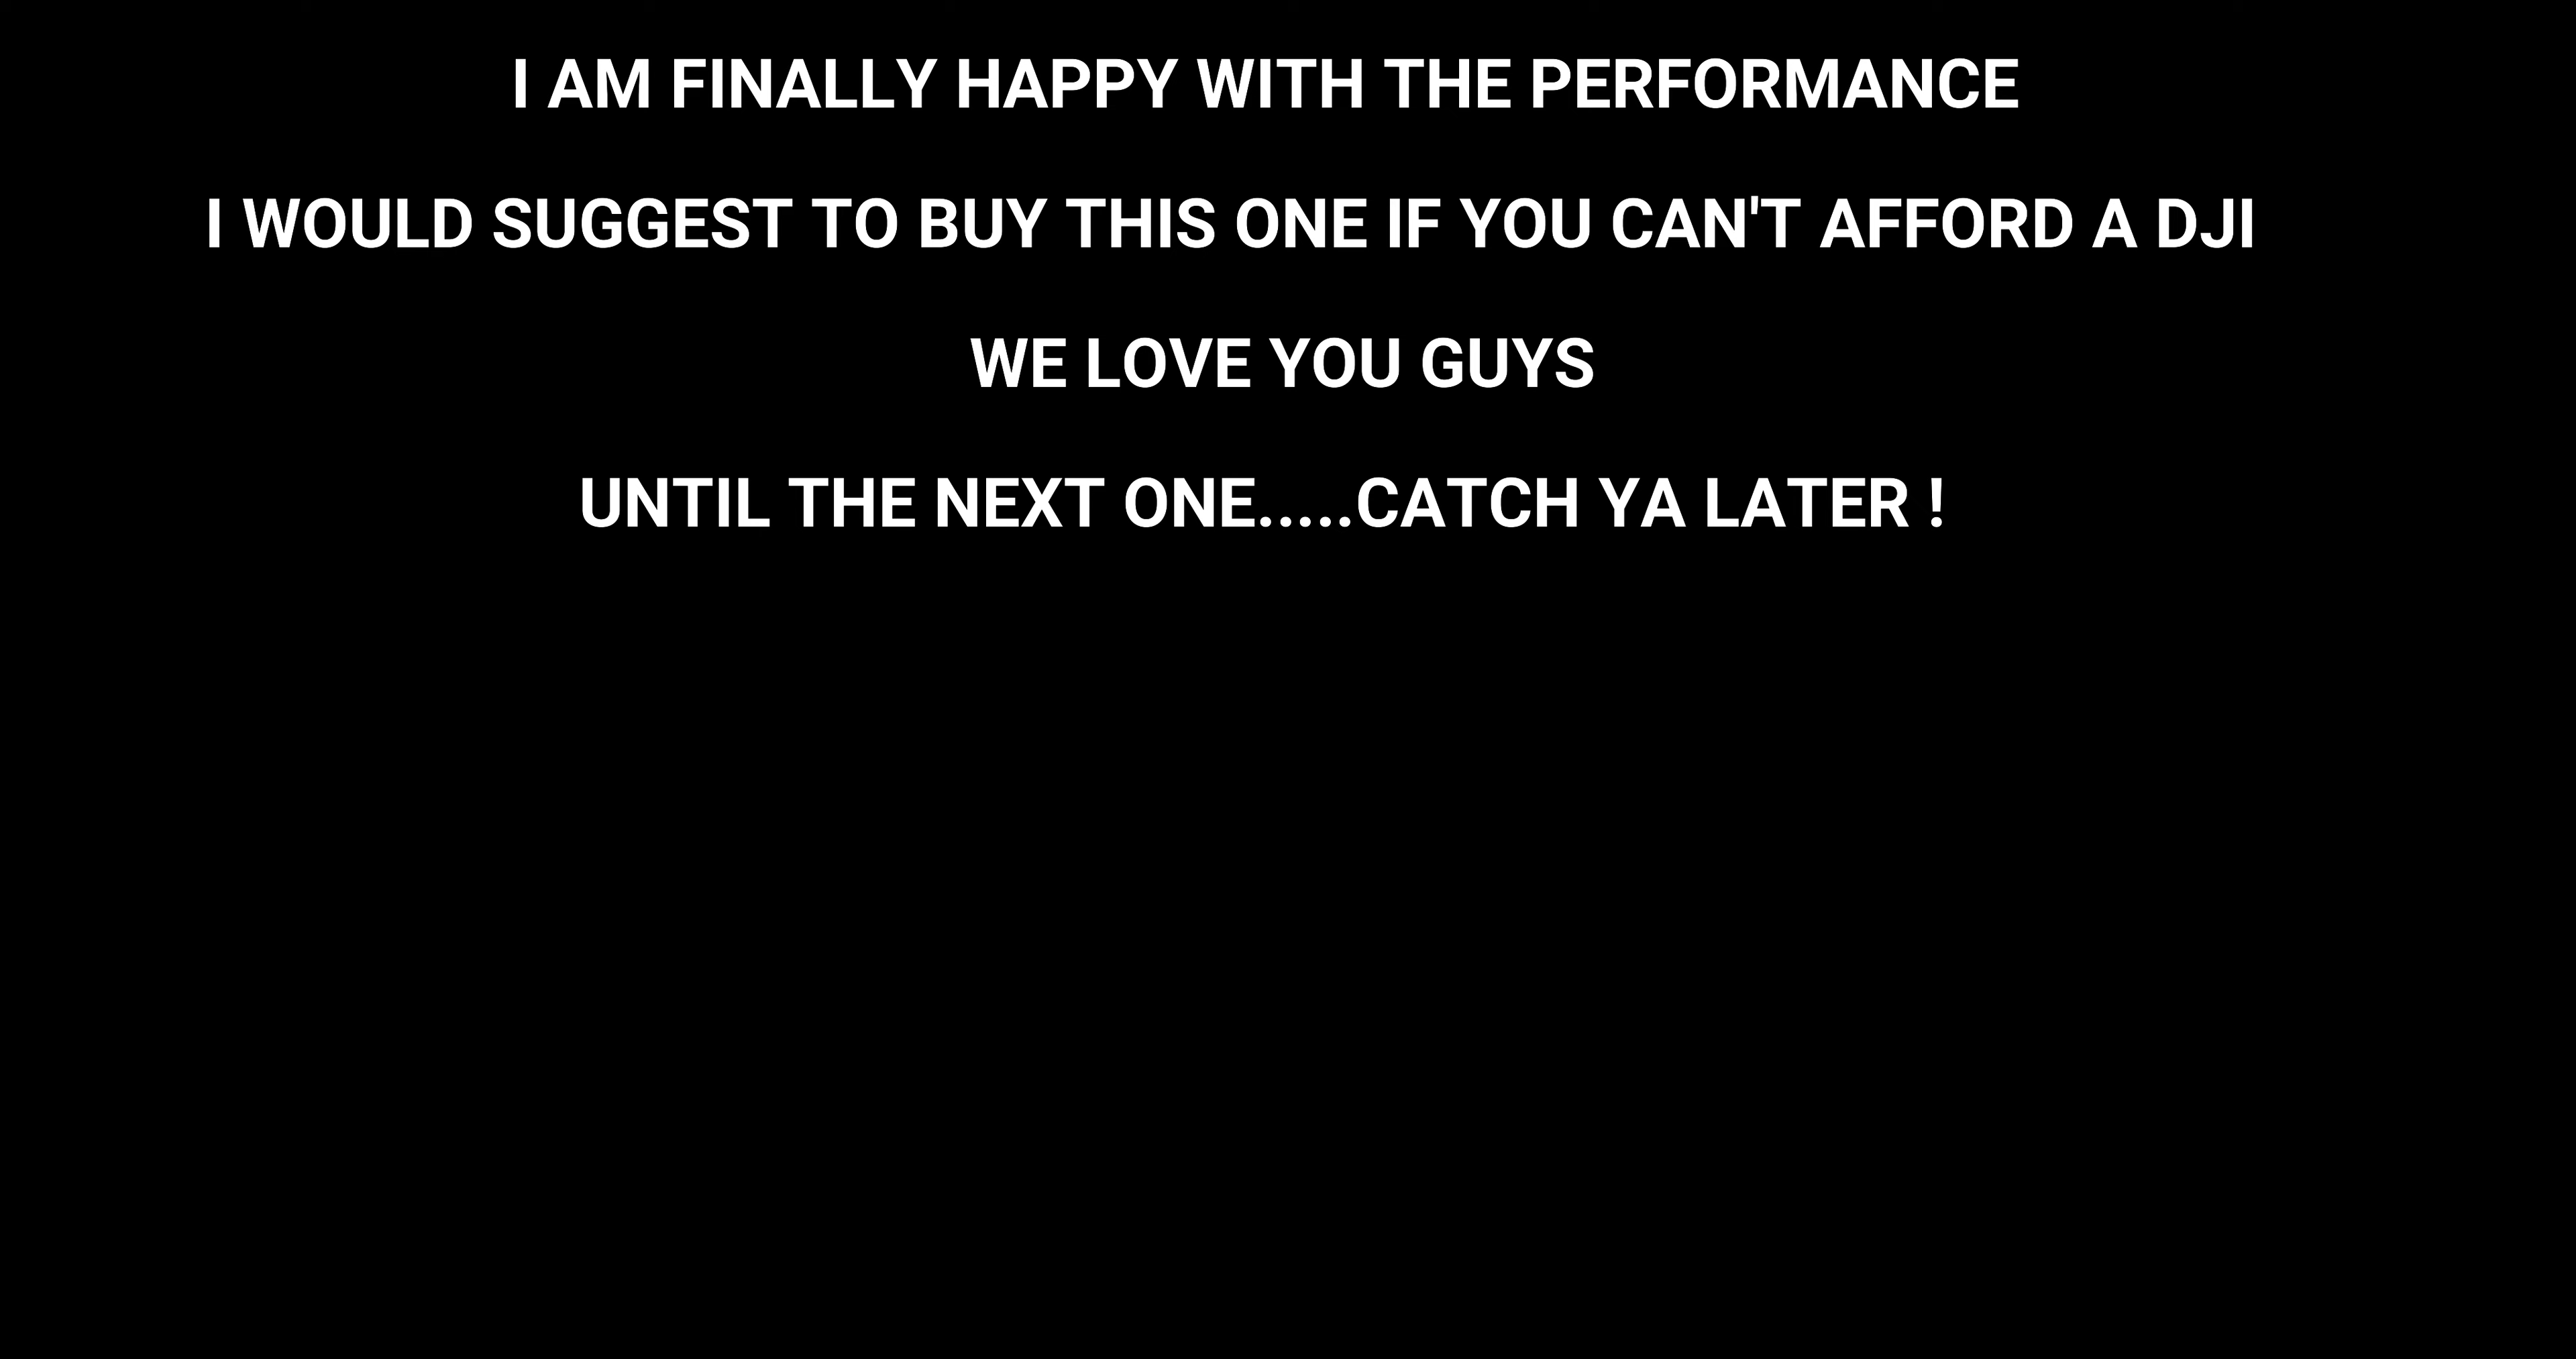 I AM FINALLY HAPPY WITH THE PERFORMANCE
I WOULD SUGGEST TO BUY THIS ONE IF YOU CAN'T AFFORD A DJI
WE LOVE YOU GUYS
UNTIL THE NEXT ONE.....CATCH YA LATER !